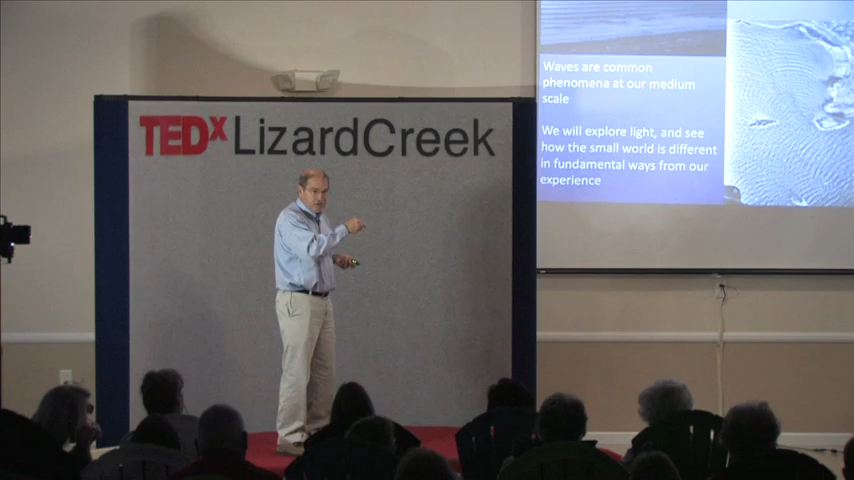 TEDx LizardCreek
Waves are common
phenomena at our medium
scale
We will explore light, and see
how the small world is different
in fundamental ways from our
experience